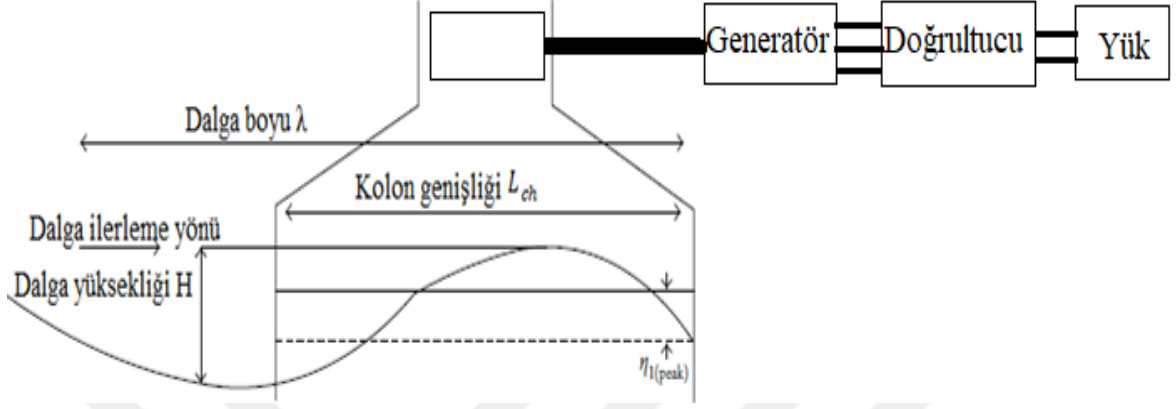 Generatör
Doğrultucu
Yük
Dalga boyu λ
Kolon genişliği L_ch
Dalga ilerleme yönü
Dalga yüksekliği H
η_1(peak)